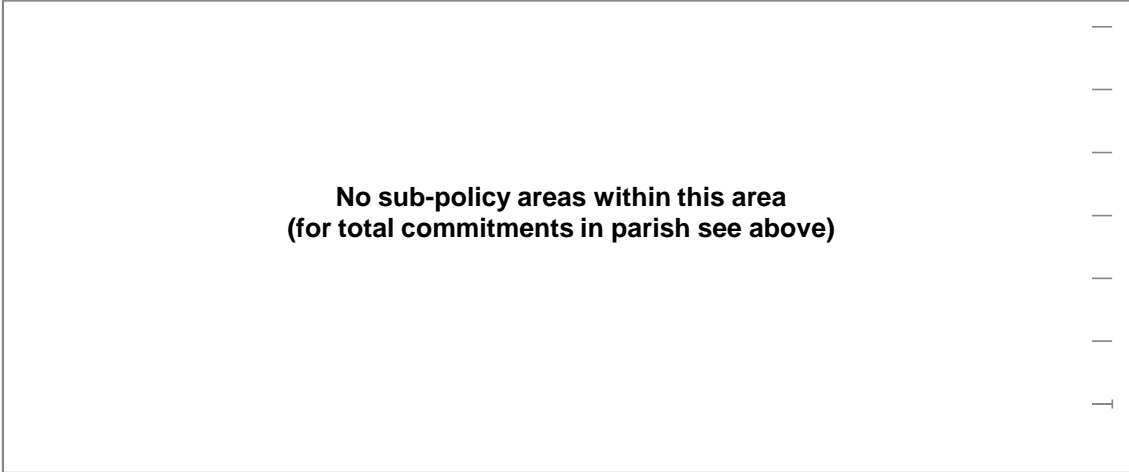 No sub-policy areas within this area
(for total commitments in parish see above)